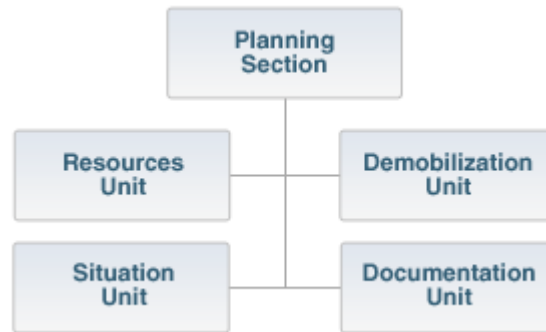 Planning
Section
Resources
Unit
Demobilization
Unit
Situation
Unit
Documentation
Unit